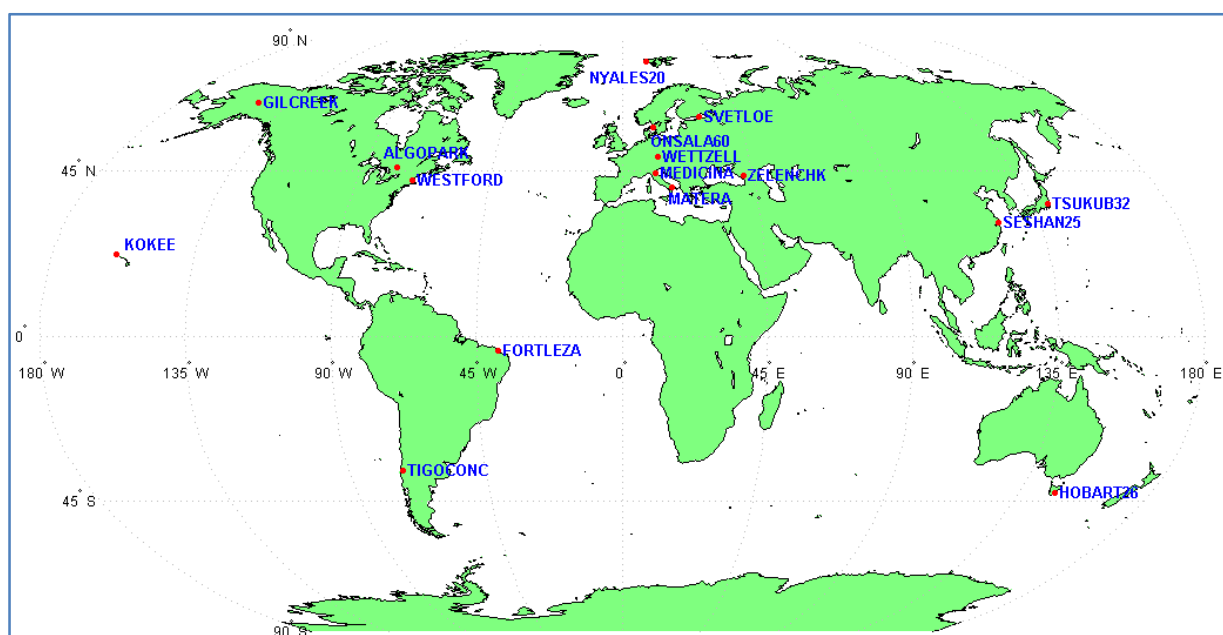 90° N
NYALES20
GILCREEK
SVETLOE
ONSALA60
ALGOPARK
WETTZELL
45° N
MEDICINA
ZELENCHK
WESTFORD
MATERA
TSUKUB32
SESHAN25
KOKEE
0°
FORTLEZA
180° W
135° W
90° W
45° W
0
45° E
90° E
135° E
180° E
TIGOCONC
45° S
HOBART26
90° S